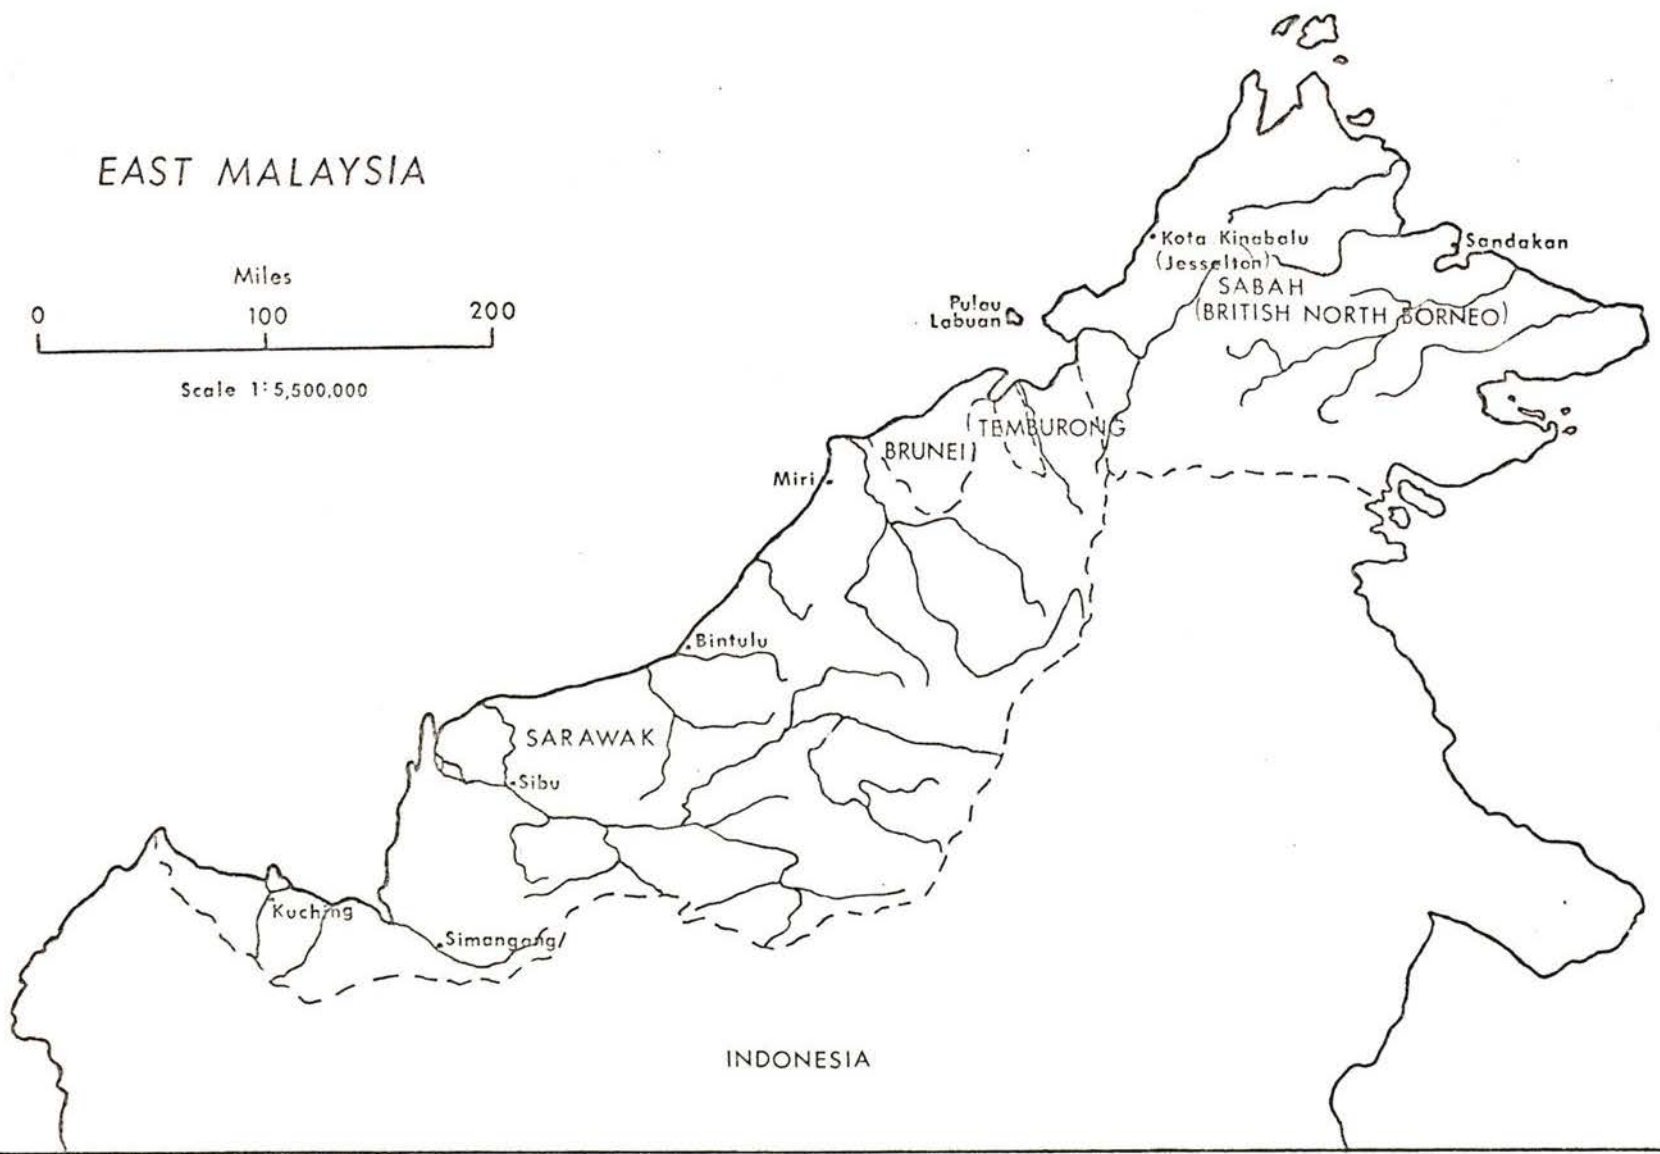 EAST MALAYSIA
Miles
0 100 200
Scale 1:5,500,000
Kota Kinabalu
(Jesselton)
Sandakan
SABAH
(BRITISH NORTH BORNEO)
Pulau
Labuan
TEMBURONG
BRUNEI
Miri
Bintulu
SARAWAK
Sibu
Kuching
Simangang
INDONESIA